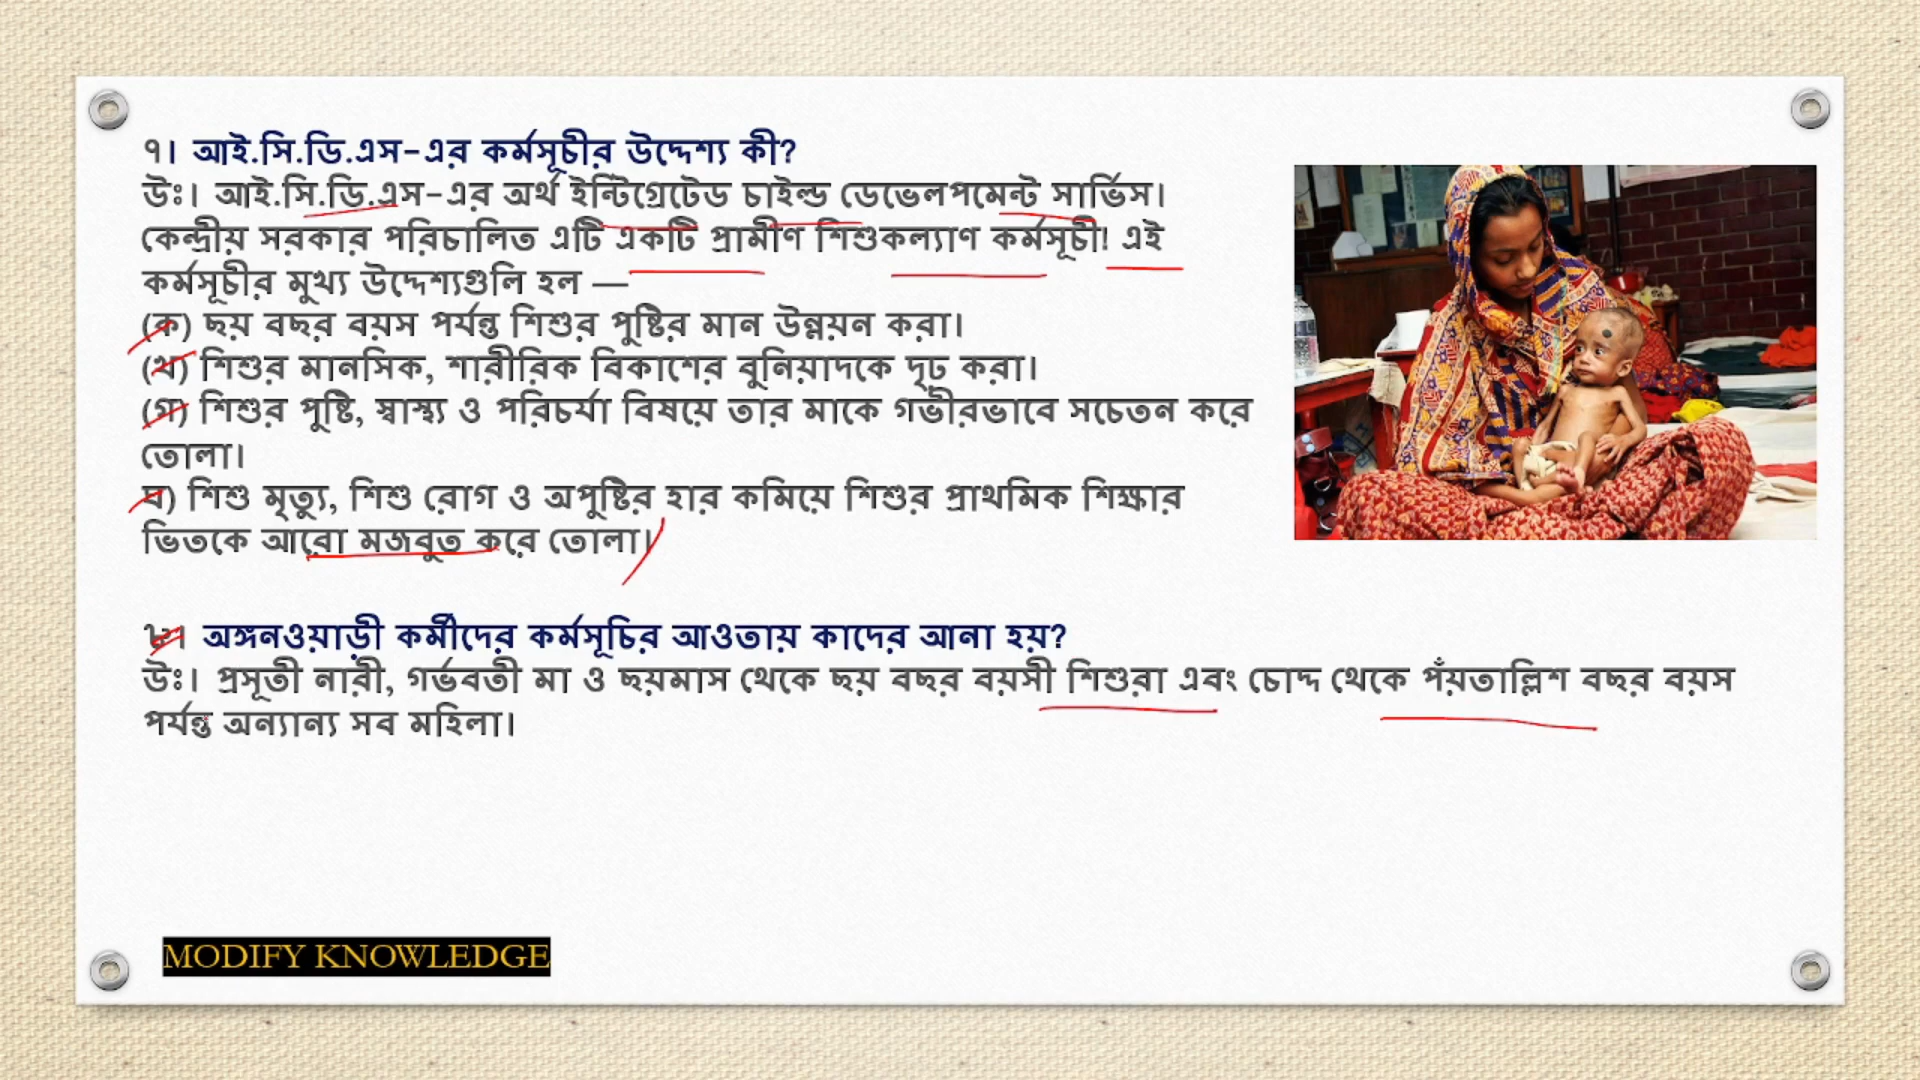 ৭। আই.সি.ডি.এস–এর কর্মসূচীর উদ্দেশ্য কী?
উঃ। আই.সি.ডি.এস–এর অর্থ ইন্টিগ্রেটেড চাইল্ড ডেভেলপমেন্ট সার্ভিস।
কেন্দ্রীয় সরকার পরিচালিত এটি একটি প্রামীণ শিশুকল্যাণ কর্মসূচী। এই
কর্মসূচীর মুখ্য উদ্দেশ্যগুলি হল —
(ক) ছয় বছর বয়স পর্যন্ত শিশুর পুষ্টির মান উন্নয়ন করা।
(খ) শিশুর মানসিক, শারীরিক বিকাশের বুনিয়াদকে দৃঢ় করা।
(গ) শিশুর পুষ্টি, স্বাস্থ্য ও পরিচর্যা বিষয়ে তার মাকে গভীরভাবে সচেতন করে
তোলা।
ঘ) শিশু মৃত্যু, শিশু রোগ ও অপুষ্টির হার কমিয়ে শিশুর প্রাথমিক শিক্ষার
ভিতকে আরো মজবুত করে তোলা।
৮। অঙ্গনওয়াড়ী কর্মীদের কর্মসূচির আওতায় কাদের আনা হয়?
উঃ। প্রসূতী নারী, গর্ভবতী মা ও ছয়মাস থেকে ছয় বছর বয়সী শিশুরা এবং চোদ্দ থেকে পঁয়তাল্লিশ বছর বয়স
পর্যন্ত অন্যান্য সব মহিলা।
MODIFY KNOWLEDGE